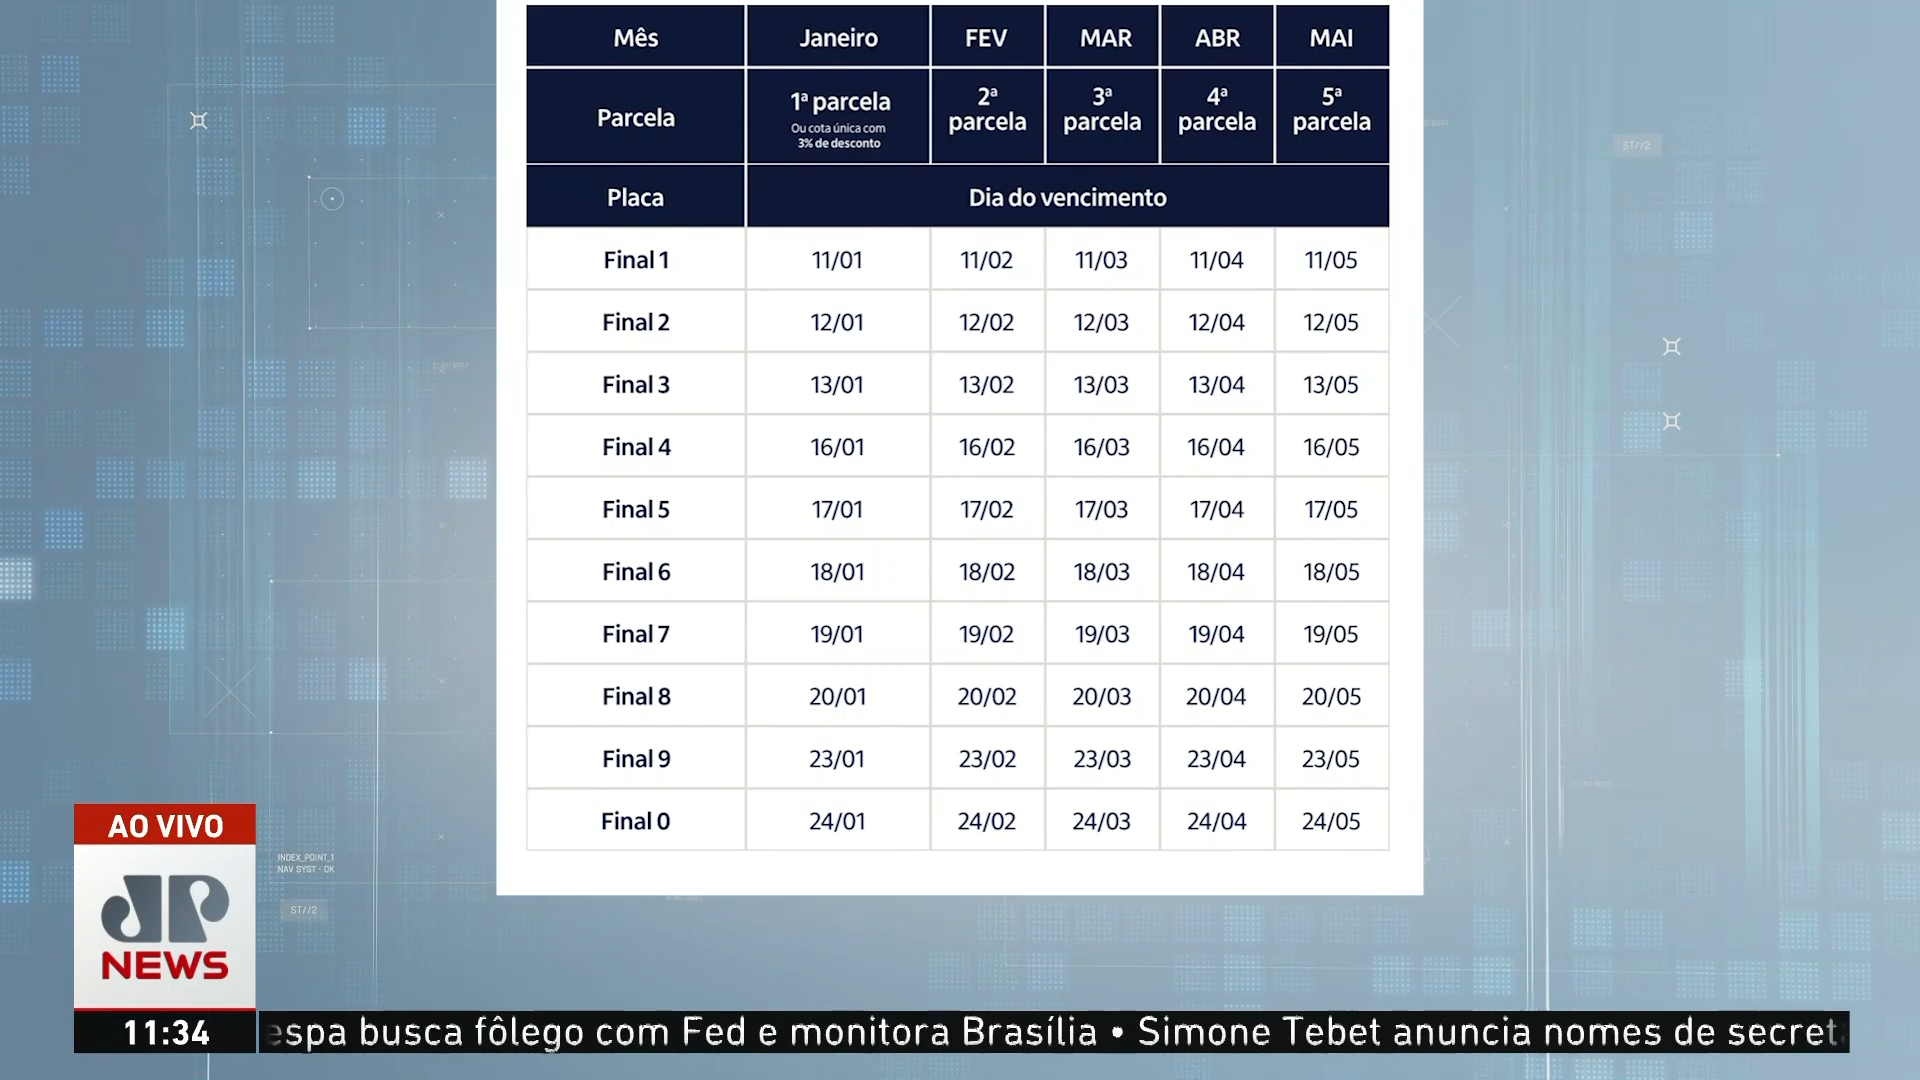 Mês Janeiro FEV MAR ABR MAI
Parcela 1ª parcela 2ª parcela 3ª parcela 4ª parcela 5ª parcela
Ou cota única com
3% de desconto
Placa Dia do vencimento
Final 1 11/01 11/02 11/03 11/04 11/05
Final 2 12/01 12/02 12/03 12/04 12/05
Final 3 13/01 13/02 13/03 13/04 13/05
Final 4 16/01 16/02 16/03 16/04 16/05
Final 5 17/01 17/02 17/03 17/04 17/05
Final 6 18/01 18/02 18/03 18/04 18/05
Final 7 19/01 19/02 19/03 19/04 19/05
Final 8 20/01 20/02 20/03 20/04 20/05
Final 9 23/01 23/02 23/03 23/04 23/05
Final 0 24/01 24/02 24/03 24/04 24/05
ST//2
AO VIVO
JP
NEWS
INDEX_POINT_1
NAV SYST - OK
ST//2
11:34
espa busca fôlego com Fed e monitora Brasília • Simone Tebet anuncia nomes de secret